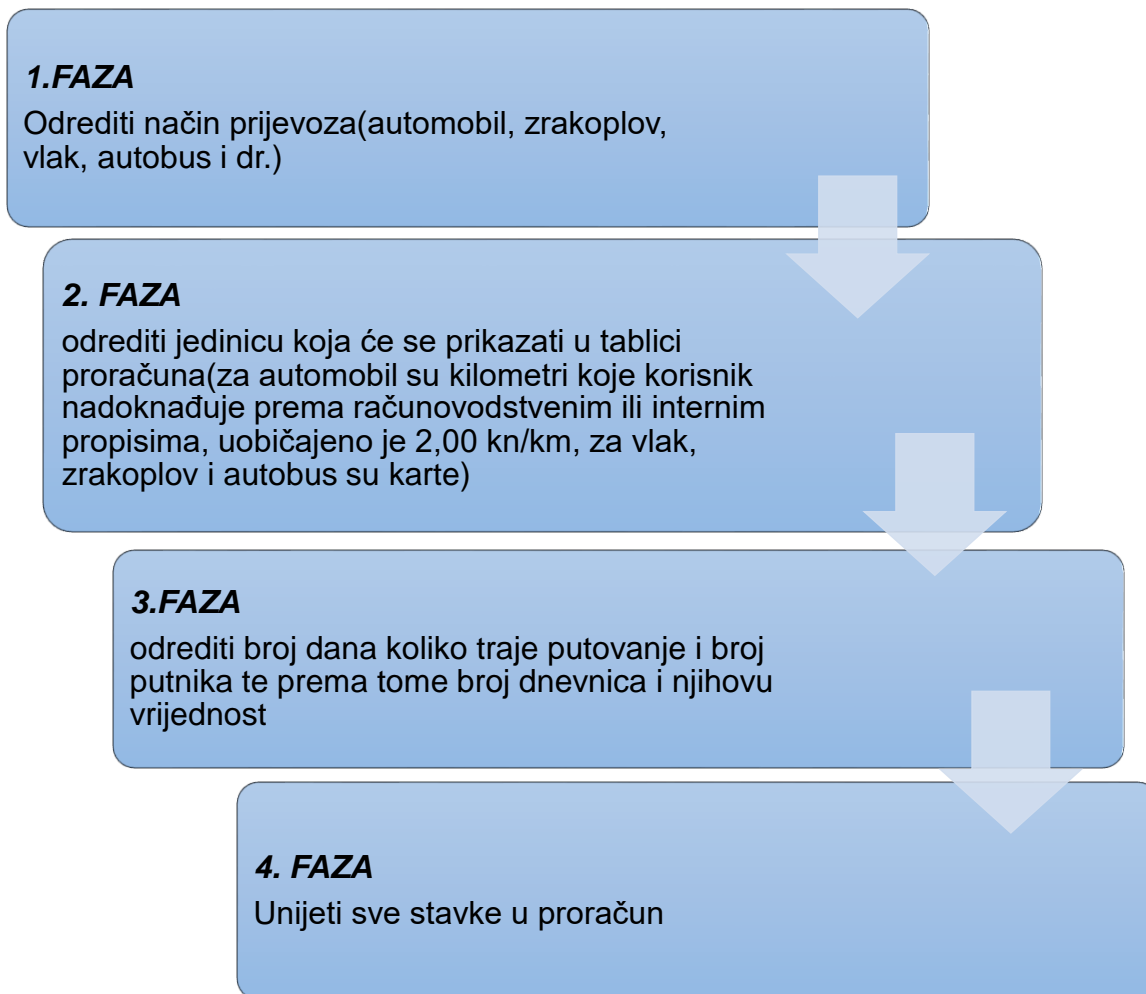 1.FAZA
Odrediti način prijevoza(automobil, zrakoplov,
vlak, autobus i dr.)
2. FAZA
odrediti jedinicu koja će se prikazati u tablici
proračuna(za automobil su kilometri koje korisnik
nadoknađuje prema računovodstvenim ili internim
propisima, uobičajeno je 2,00 kn/km, za vlak,
zrakoplov i autobus su karte)
3.FAZA
odrediti broj dana koliko traje putovanje i broj
putnika te prema tome broj dnevnica i njihovu
vrijednost
4. FAZA
Unijeti sve stavke u proračun